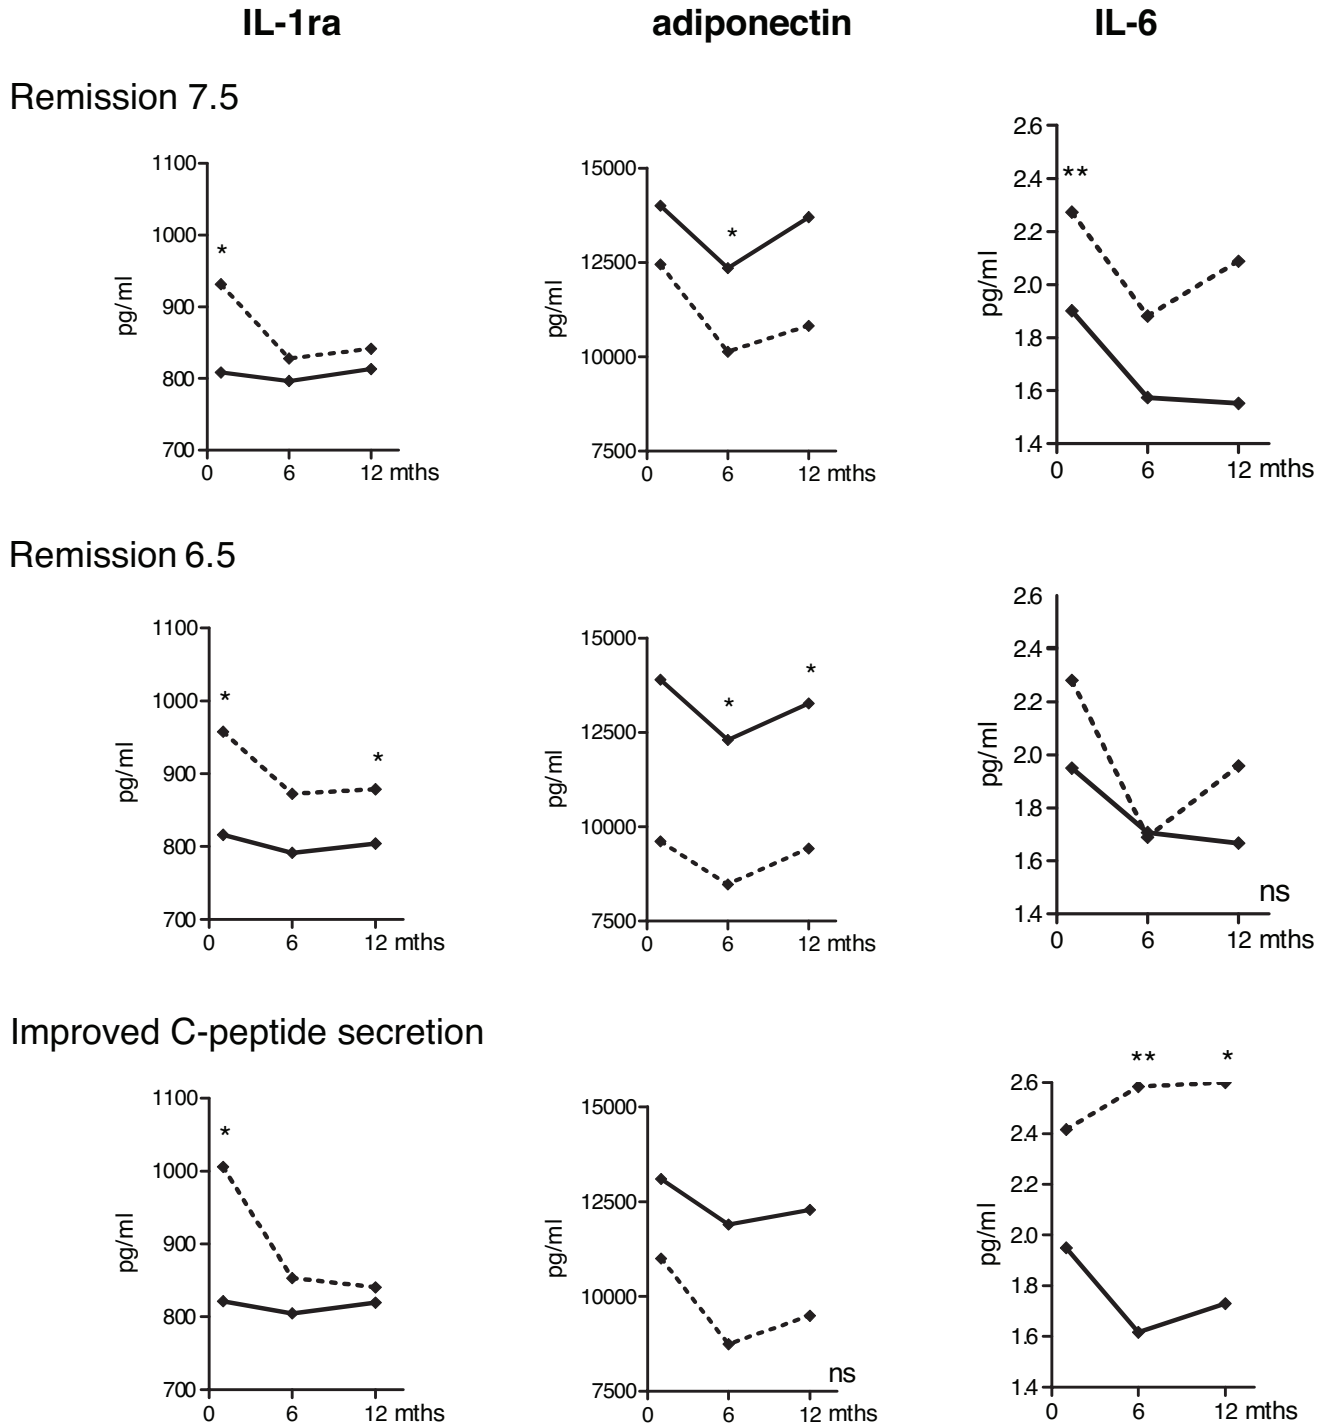 IL-1ra adiponectin IL-6
Remission 7.5
1100
1000
900
800
700
pg/ml
*
0 6 12 mths
15000
12500
10000
7500
pg/ml
*
0 6 12 mths
2.6
2.4
2.2
2.0
1.8
1.6
1.4
pg/ml
**
0 6 12 mths
Remission 6.5
1100
1000
900
800
700
pg/ml
*
*
0 6 12 mths
15000
12500
10000
7500
pg/ml
*
*
0 6 12 mths
2.6
2.4
2.2
2.0
1.8
1.6
1.4
pg/ml
ns
0 6 12 mths
Improved C-peptide secretion
1100
1000
900
800
700
pg/ml
*
0 6 12 mths
15000
12500
10000
7500
pg/ml
ns
0 6 12 mths
** *
2.6
2.4
2.2
2.0
1.8
1.6
1.4
pg/ml
0 6 12 mths